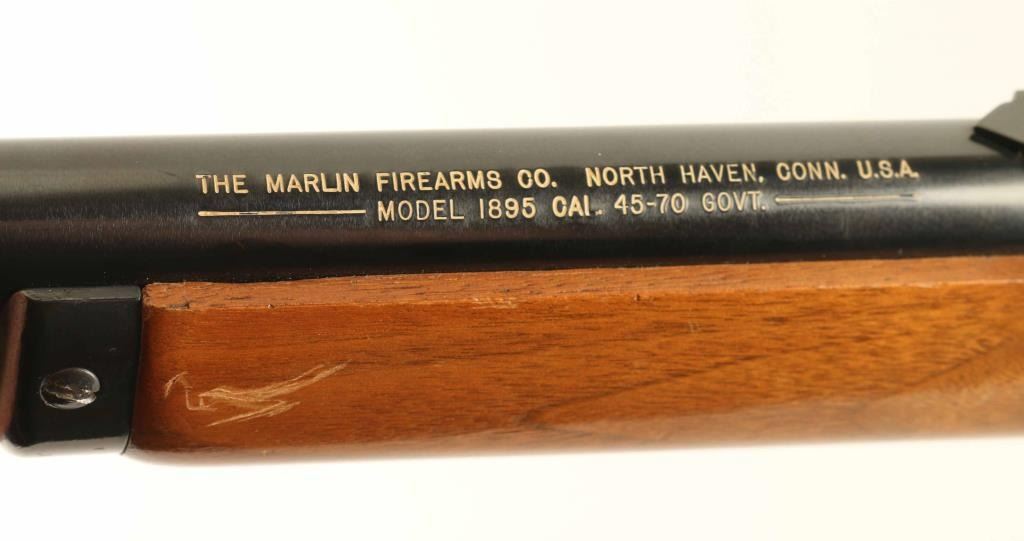 THE MARLIN FIREARMS CO. NORTH HAVEN, CONN. U.S.A.
MODEL 1895 CAL. 45-70 GOVT.